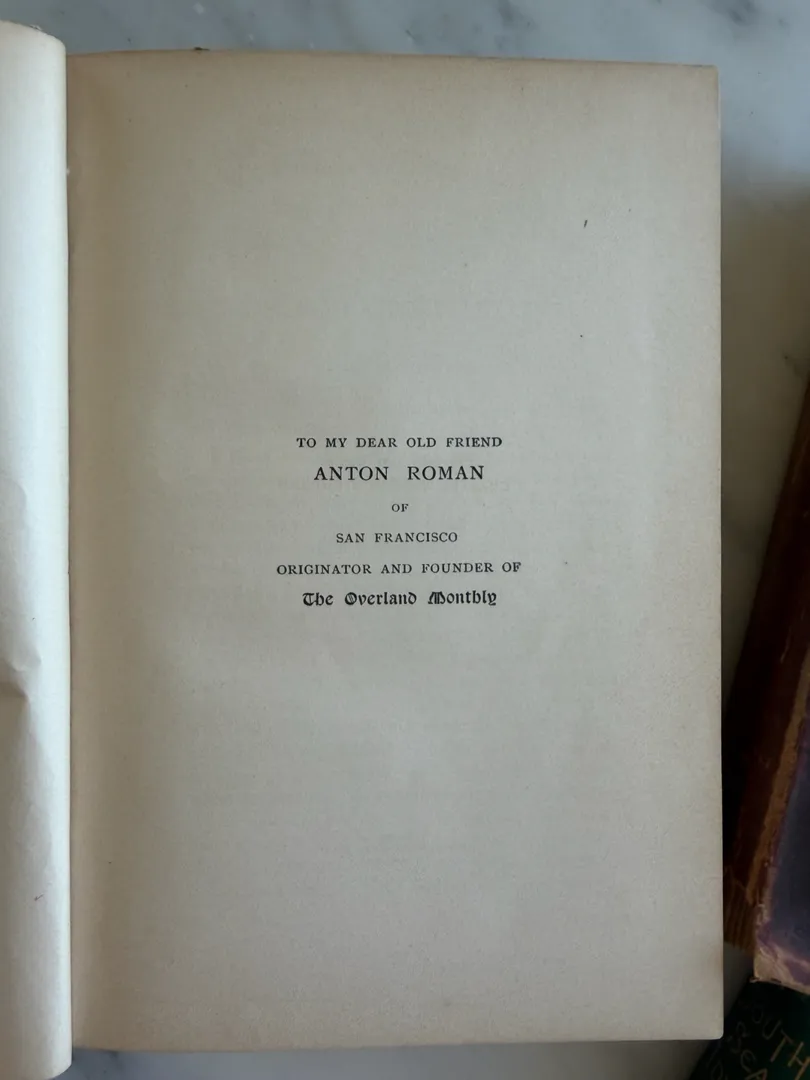 TO MY DEAR OLD FRIEND
ANTON ROMAN
OF
SAN FRANCISCO
ORIGINATOR AND FOUNDER OF
The Overland Monthly